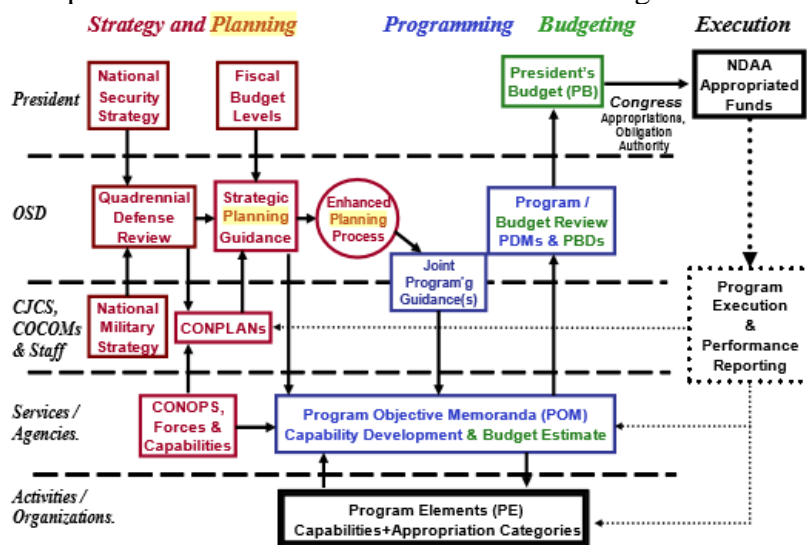 Strategy and Planning
Programming
Budgeting
Execution
President
National
Security
Strategy
Fiscal
Budget
Levels
President's
Budget (PB)
Congress
Appropriations,
Obligation
Authority
NDAA
Appropriated
Funds
OSD
Quadrennial
Defense
Review
Strategic
Planning
Guidance
Enhanced
Planning
Process
Joint
Program'g
Guidance(s)
Program /
Budget Review
PDMs & PBDs
CJCS,
COCOMs
& Staff
National
Military
Strategy
CONPLANs
Program
Execution
&
Performance
Reporting
Services /
Agencies.
CONOPS,
Forces &
Capabilities
Program Objective Memoranda (POM)
Capability Development & Budget Estimate
Activities /
Organizations.
Program Elements (PE)
Capabilities+Appropriation Categories